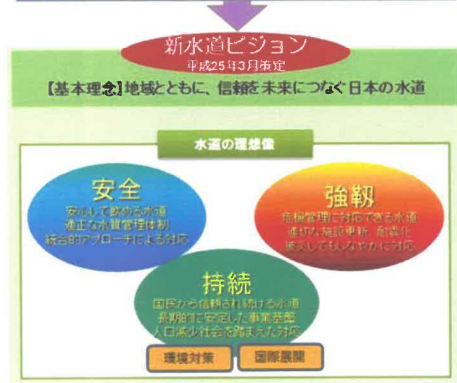 新水道ビジョン
平成25年3月策定
【基本理念】地域とともに、信頼を未来につなぐ日本の水道
水道の理想像
安全
安心して飲める水道
適正な水質管理体制
統合的アプローチによる対応
強靱
危機管理に対応できる水道
適切な施設更新、耐震化
被災してもしなやかに対応
持続
国民から信頼され続ける水道
長期的に安定した事業基盤
人口減少社会を踏まえた対応
環境対策
国際展開